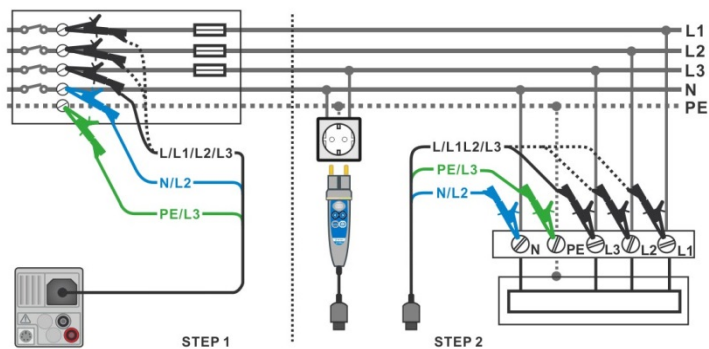 L1
L2
L3
N
PE
L/L1/L2/L3
N/L2
PE/L3
STEP 1
L/L1L2/L3
PE/L3
N/L2
N PE L3 L2 L1
STEP 2